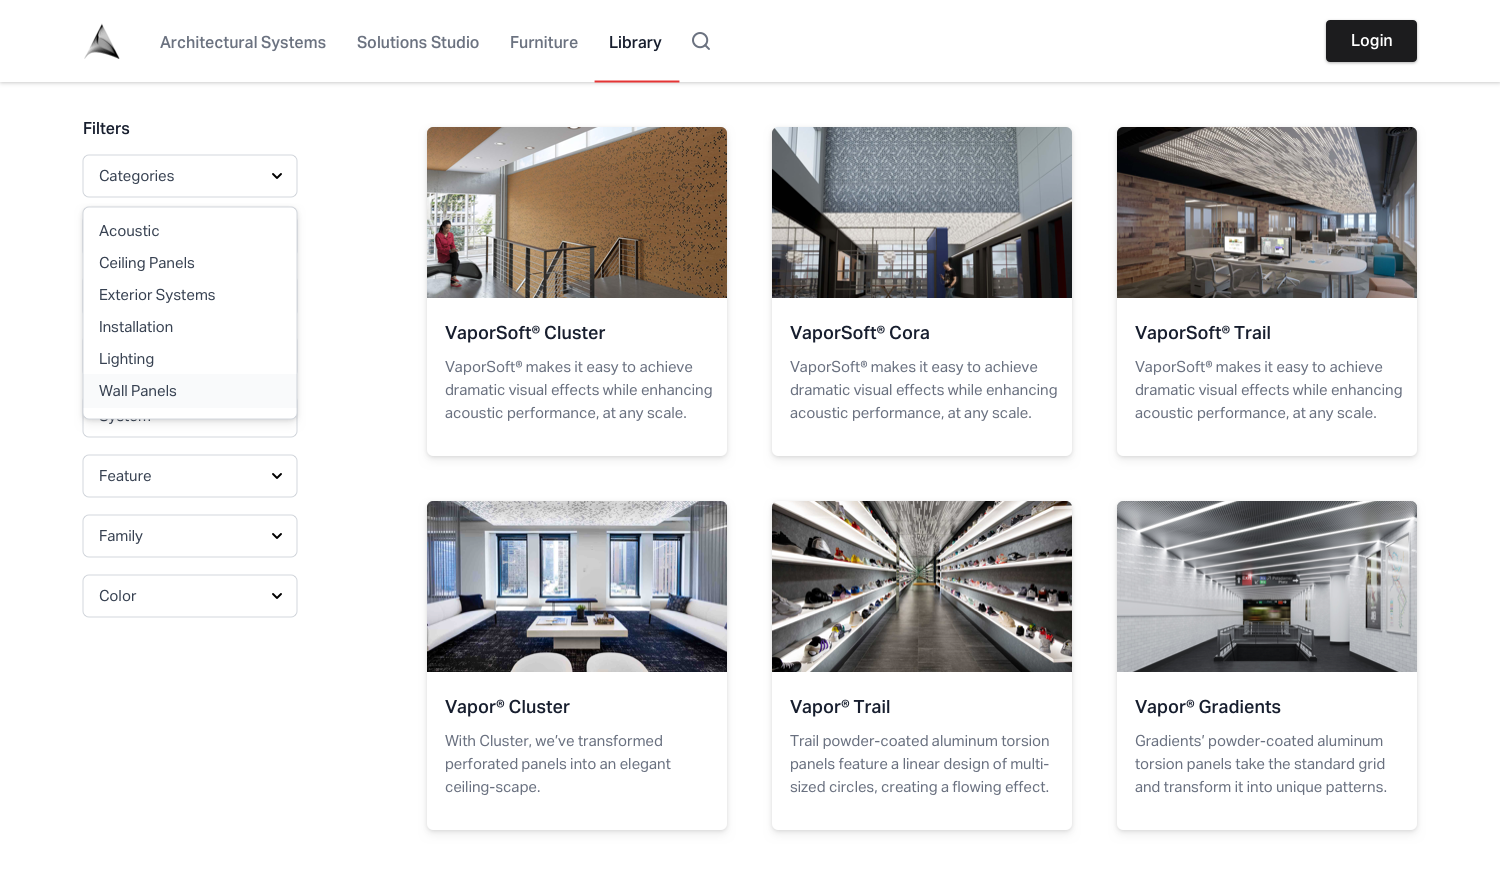 Architectural Systems
Solutions Studio
Furniture
Library
Login
Filters
Categories
Acoustic
Ceiling Panels
Exterior Systems
Installation
Lighting
Wall Panels
System
Feature
Family
Color
VaporSoft® Cluster
VaporSoft® makes it easy to achieve
dramatic visual effects while enhancing
acoustic performance, at any scale.
VaporSoft® Cora
VaporSoft® makes it easy to achieve
dramatic visual effects while enhancing
acoustic performance, at any scale.
VaporSoft® Trail
VaporSoft® makes it easy to achieve
dramatic visual effects while enhancing
acoustic performance, at any scale.
Vapor® Cluster
With Cluster, we’ve transformed
perforated panels into an elegant
ceiling-scape.
Vapor® Trail
Trail powder-coated aluminum torsion
panels feature a linear design of multi-
sized circles, creating a flowing effect.
Vapor® Gradients
Gradients’ powder-coated aluminum
torsion panels take the standard grid
and transform it into unique patterns.